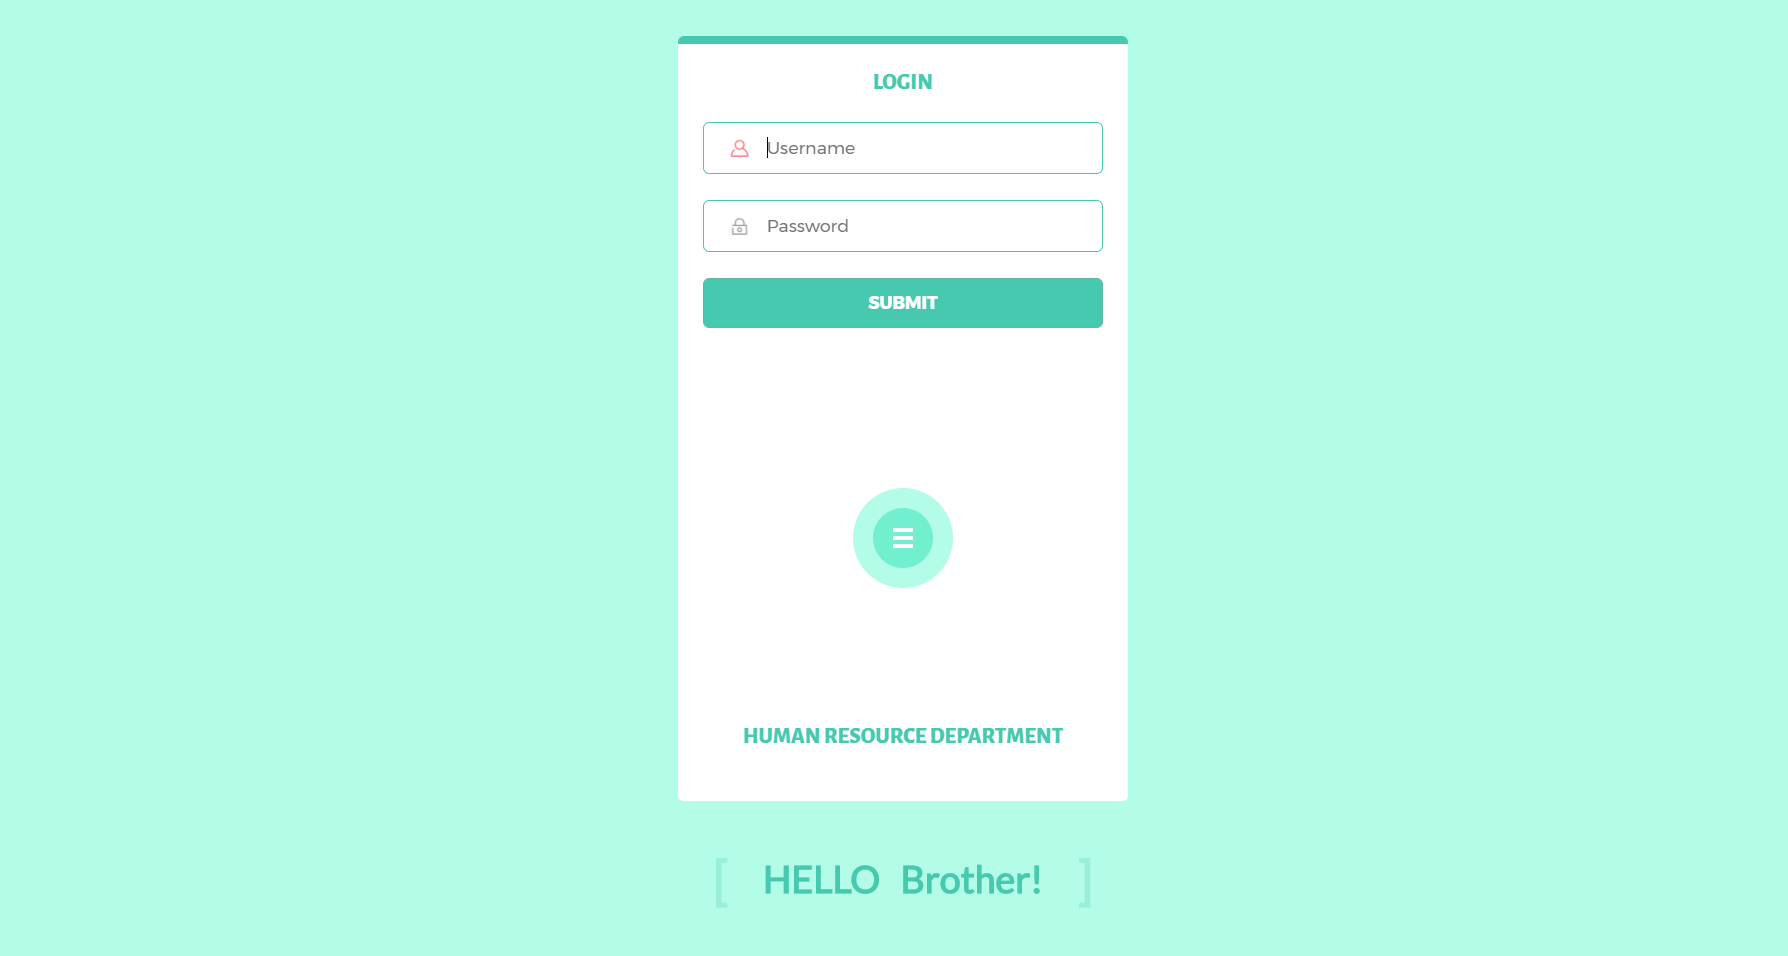 LOGIN
Username
Password
SUBMIT
HUMAN RESOURCE DEPARTMENT
[ HELLO Brother! ]